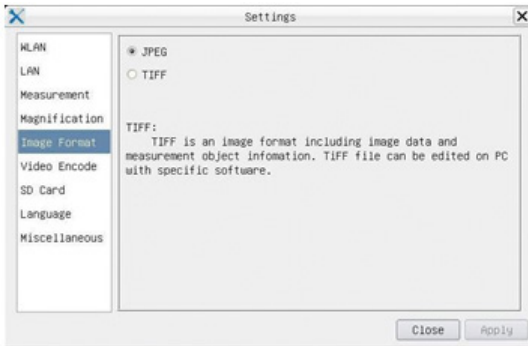 Settings
WLAN
LAN
Measurement
Magnification
Image Format
Video Encode
SD Card
Language
Miscellaneous
JPEG
TIFF
TIFF:
TIFF is an image format including image data and
measurement object infomation. TiFF file can be edited on PC
with specific software.
Close
Apply